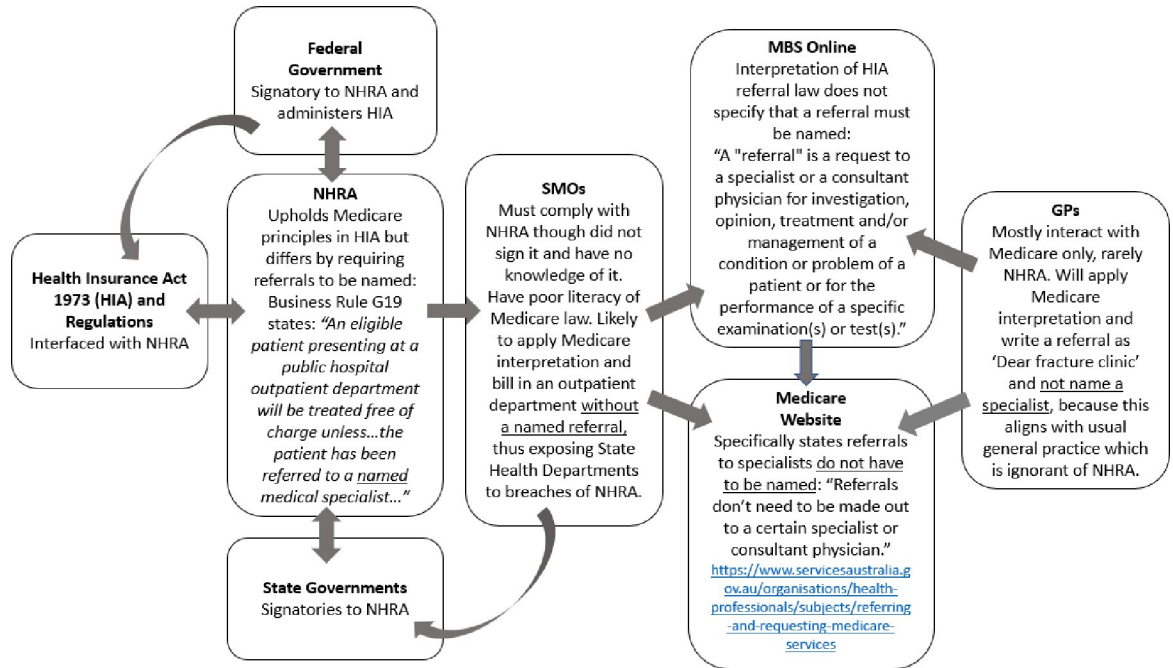 Federal
Government
Signatory to NHRA and
administers HIA
Health Insurance Act
1973 (HIA) and
Regulations
Interfaced with NHRA
NHRA
Upholds Medicare
principles in HIA but
differs by requiring
referrals to be named:
Business Rule G19
states: “An eligible
patient presenting at a
public hospital
outpatient department
will be treated free of
charge unless...the
patient has been
referred to a named
medical specialist...”
State Governments
Signatories to NHRA
SMOs
Must comply with
NHRA though did not
sign it and have no
knowledge of it.
Have poor literacy of
Medicare law. Likely
to apply Medicare
interpretation and
bill in an outpatient
department without
a named referral,
thus exposing State
Health Departments
to breaches of NHRA.
MBS Online
Interpretation of HIA
referral law does not
specify that a referral must
be named:
“A "referral" is a request to
a specialist or a consultant
physician for investigation,
opinion, treatment and/or
management of a
condition or problem of a
patient or for the
performance of a specific
examination(s) or test(s).”
Medicare
Website
Specifically states referrals
to specialists do not have
to be named: “Referrals
don’t need to be made out
to a certain specialist or
consultant physician.”
https://www.servicesaustralia.g
ov.au/organisations/health-
professionals/subjects/referring
-and-requesting-medicare-
services
GPs
Mostly interact with
Medicare only, rarely
NHRA. Will apply
Medicare
interpretation and
write a referral as
‘Dear fracture clinic’
and not name a
specialist, because this
aligns with usual
general practice which
is ignorant of NHRA.